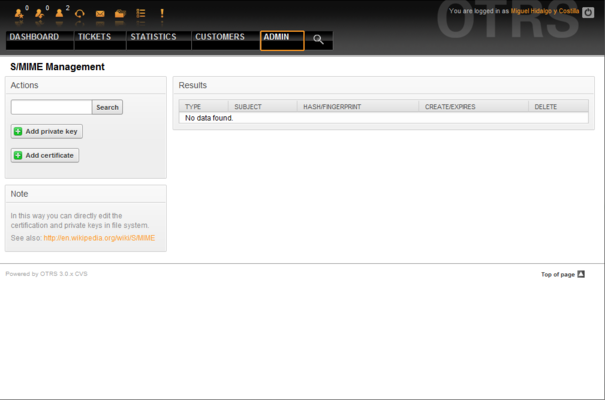 0 0 2
You are logged in as Miguel Hidalgo y Costilla
OTRS
DASHBOARD TICKETS STATISTICS CUSTOMERS ADMIN
S/MIME Management
Actions
Search
Add private key
Add certificate
Note
In this way you can directly edit the
certification and private keys in file system.
See also: http://en.wikipedia.org/wiki/S/MIME
Results
TYPE SUBJECT HASH/FINGERPRINT CREATE/EXPIRES DELETE
No data found.
Powered by OTRS 3.0.x CVS
Top of page